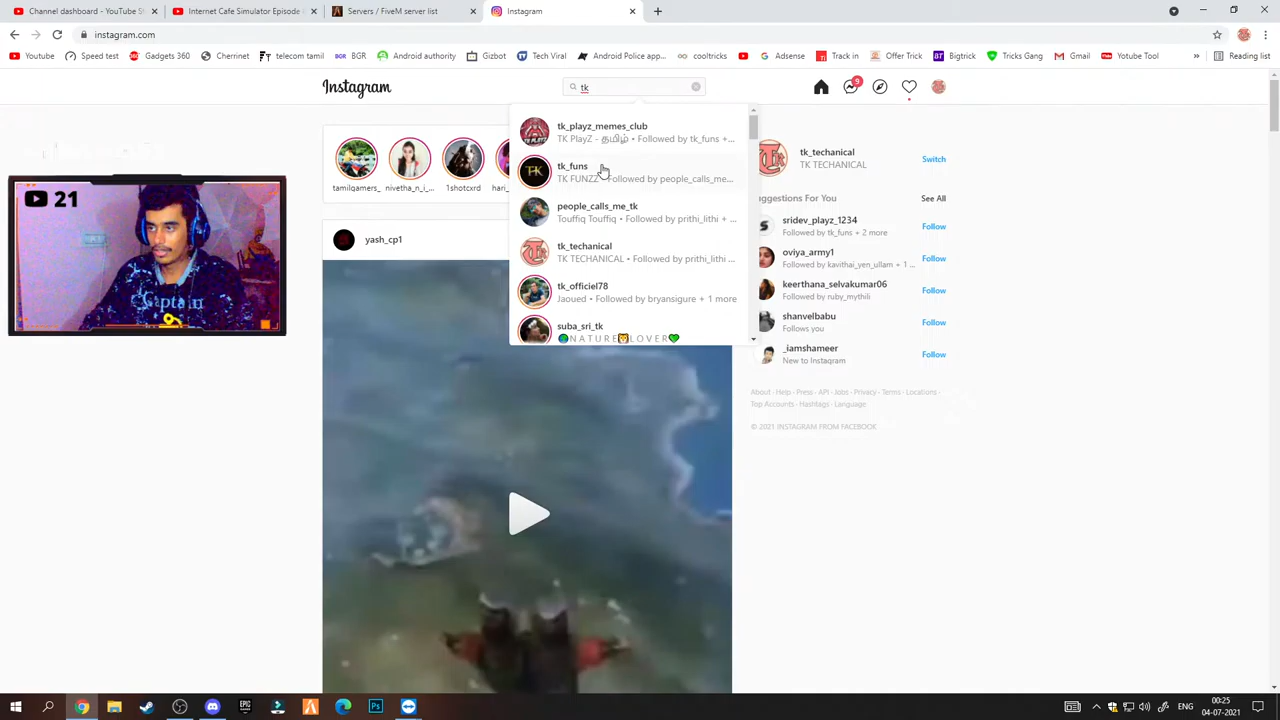 Channel dashboard - YouTube St
Internet Cafe Simulator Episode
Servers / FiveM server list
Instagram
instagram.com
Youtube
Speed test
Gadgets 360
Cherrinet
telecom tamil
BGR
BGR
Android authority
Gizbot
Tech Viral
Android Police app...
cooltricks
Adsense
Track in
Offer Trick
Bigtrick
Tricks Gang
Gmail
Yotube Tool
»
Reading list
Instagram
tk
9
tk_playz_memes_club
TK PlayZ - தமிழ் • Followed by tk_funs +...
tk_funs
TK FUNZZ • Followed by people_calls_me...
people_calls_me_tk
Touffiq Touffiq • Followed by prithi_lithi + ...
tk_techanical
TK TECHANICAL • Followed by prithi_lithi ...
tk_officiel78
Jaoued • Followed by bryansigure + 1 more
suba_sri_tk
N A T U R E L O V E R
tamilqamers_
nivetha_n_i_...
1shotcxrd
21
yash_cp1
tk_techanical
TK TECHANICAL
Switch
uggestions For You
See All
sridev_playz_1234
Followed by tk_funs + 2 more
Follow
oviya_army1
Followed by kavithai_yen_ullam + 1 ...
Follow
keerthana_selvakumar06
Followed by ruby_mythili
Follow
shanvelbabu
Follows you
Follow
_iamshameer
New to Instagram
Follow
About · Help · Press · API · Jobs · Privacy · Terms · Locations ·
Top Accounts · Hashtags · Language
© 2021 INSTAGRAM FROM FACEBOOK
00:25
04-07-2021